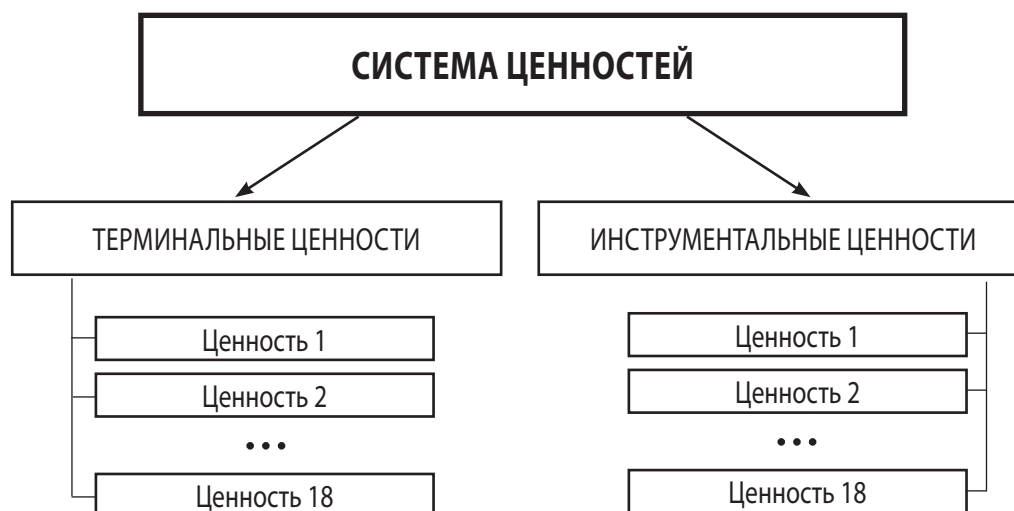 СИСТЕМА ЦЕННОСТЕЙ
ТЕРМИНАЛЬНЫЕ ЦЕННОСТИ
Ценность 1
Ценность 2
•••
Ценность 18
ИНСТРУМЕНТАЛЬНЫЕ ЦЕННОСТИ
Ценность 1
Ценность 2
•••
Ценность 18